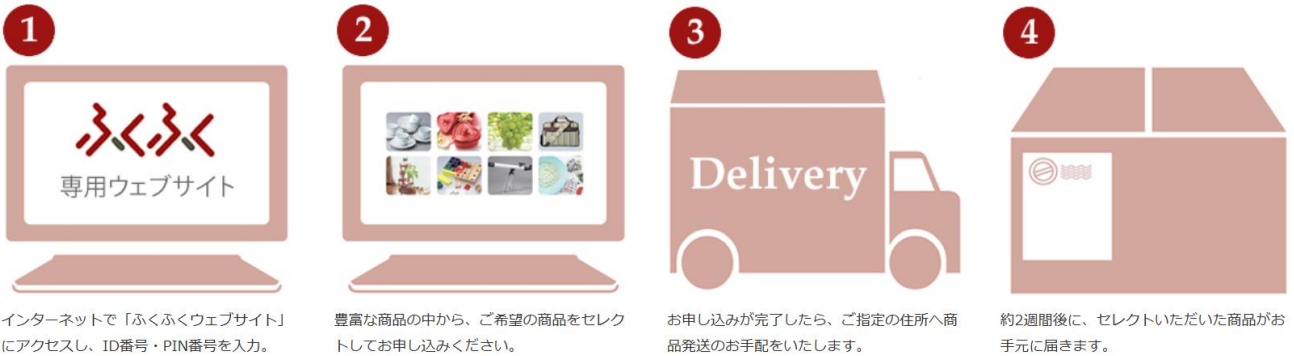 1
ふくふく
専用ウェブサイト
インターネットで「ふくふくウェブサイト」
にアクセスし、ID番号・PIN番号を入力。
2
豊富な商品の中から、ご希望の商品をセレク
トしてお申し込みください。
3
Delivery
お申し込みが完了したら、ご指定の住所へ商
品発送のお手配をいたします。
4
約2週間後に、セレクトいただいた商品がお
手元に届きます。